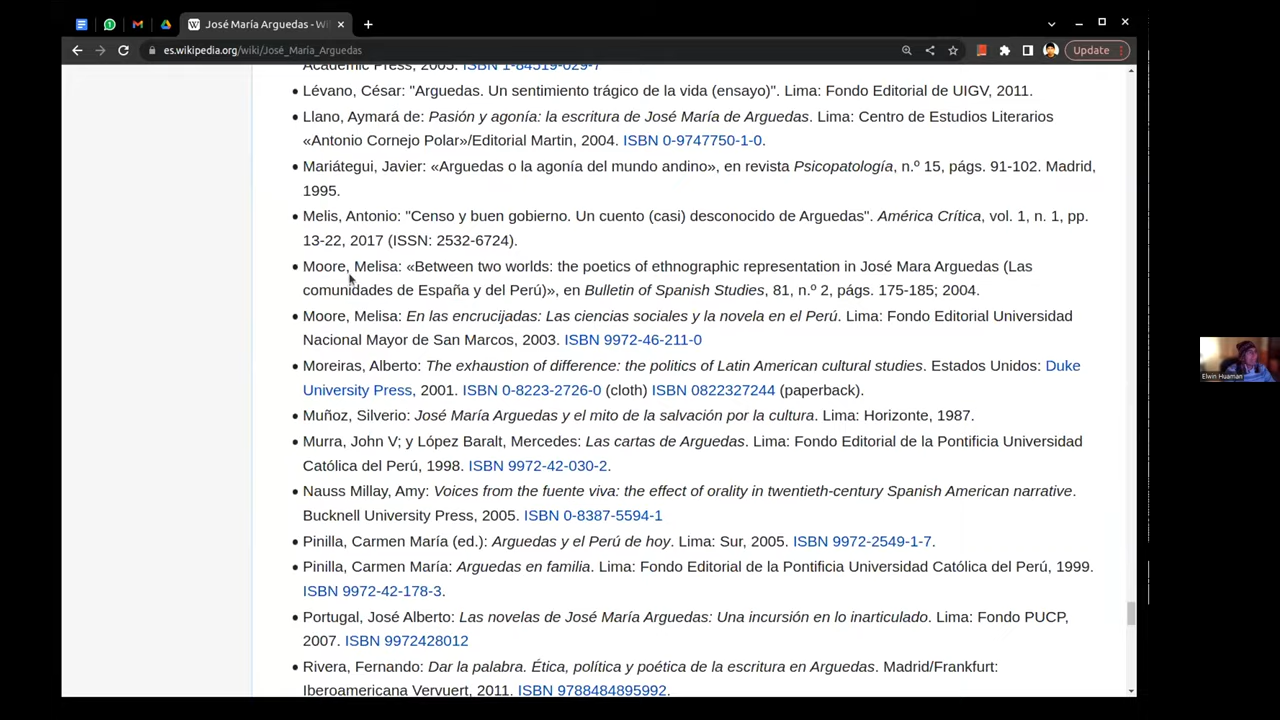 José María Arguedas - Wi
es.wikipedia.org/wiki/José_María_Arguedas
Update
Academic Press, 2005. ISBN 1-84519-029-7
Lévano, César: "Arguedas. Un sentimiento trágico de la vida (ensayo)". Lima: Fondo Editorial de UIGV, 2011.
Llano, Aymará de: Pasión y agonía: la escritura de José María de Arguedas. Lima: Centro de Estudios Literarios
«Antonio Cornejo Polar»/Editorial Martin, 2004. ISBN 0-9747750-1-0.
Mariátegui, Javier: «Arguedas o la agonía del mundo andino», en revista Psicopatología, n.º 15, págs. 91-102. Madrid,
1995.
Melis, Antonio: "Censo y buen gobierno. Un cuento (casi) desconocido de Arguedas". América Crítica, vol. 1, n. 1, pp.
13-22, 2017 (ISSN: 2532-6724).
Moore, Melisa: «Between two worlds: the poetics of ethnographic representation in José Mara Arguedas (Las
comunidades de España y del Perú)», en Bulletin of Spanish Studies, 81, n.º 2, págs. 175-185; 2004.
Moore, Melisa: En las encrucijadas: Las ciencias sociales y la novela en el Perú. Lima: Fondo Editorial Universidad
Nacional Mayor de San Marcos, 2003. ISBN 9972-46-211-0
Moreiras, Alberto: The exhaustion of difference: the politics of Latin American cultural studies. Estados Unidos: Duke
University Press, 2001. ISBN 0-8223-2726-0 (cloth) ISBN 0822327244 (paperback).
Muñoz, Silverio: José María Arguedas y el mito de la salvación por la cultura. Lima: Horizonte, 1987.
Murra, John V; y López Baralt, Mercedes: Las cartas de Arguedas. Lima: Fondo Editorial de la Pontificia Universidad
Católica del Perú, 1998. ISBN 9972-42-030-2.
Nauss Millay, Amy: Voices from the fuente viva: the effect of orality in twentieth-century Spanish American narrative.
Bucknell University Press, 2005. ISBN 0-8387-5594-1
Pinilla, Carmen María (ed.): Arguedas y el Perú de hoy. Lima: Sur, 2005. ISBN 9972-2549-1-7.
Pinilla, Carmen María: Arguedas en familia. Lima: Fondo Editorial de la Pontificia Universidad Católica del Perú, 1999.
ISBN 9972-42-178-3.
Portugal, José Alberto: Las novelas de José María Arguedas: Una incursión en lo inarticulado. Lima: Fondo PUCP,
2007. ISBN 9972428012
Rivera, Fernando: Dar la palabra. Ética, política y poética de la escritura en Arguedas. Madrid/Frankfurt:
Iberoamericana Vervuert, 2011. ISBN 9788484895992.
Elwin Huaman